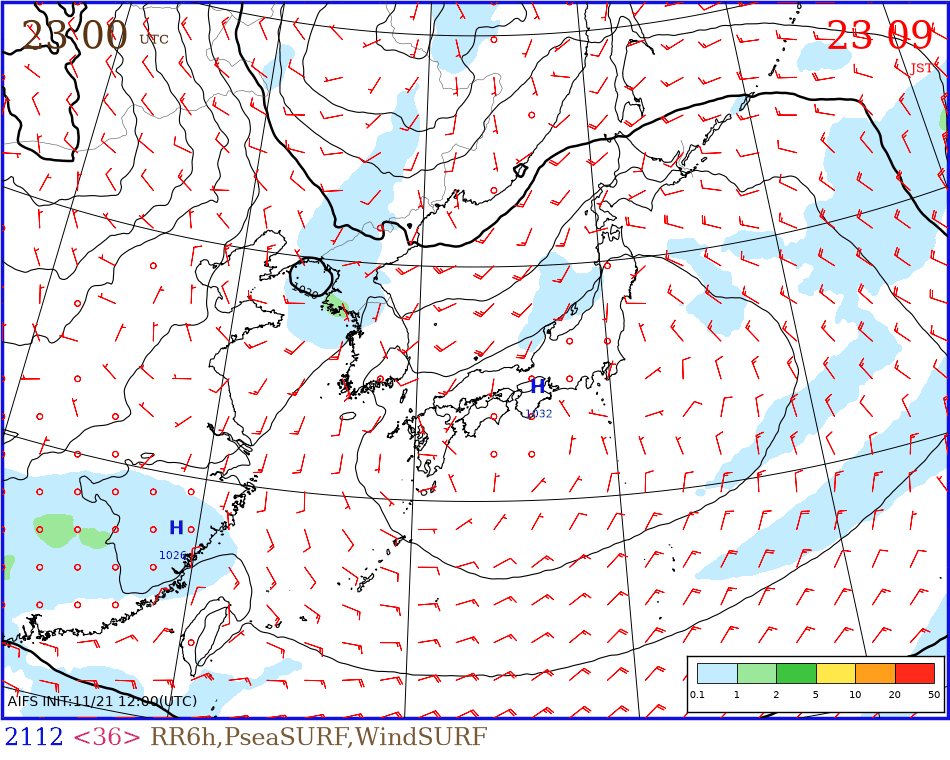 23 00 UTC
23 09 JST
1020
H
1032
H
1026
0.1 1 2 5 10 20 50
AIFS INIT:11/21 12:00(UTC)
2112 <36> RR6h,PseaSURF,WindSURF